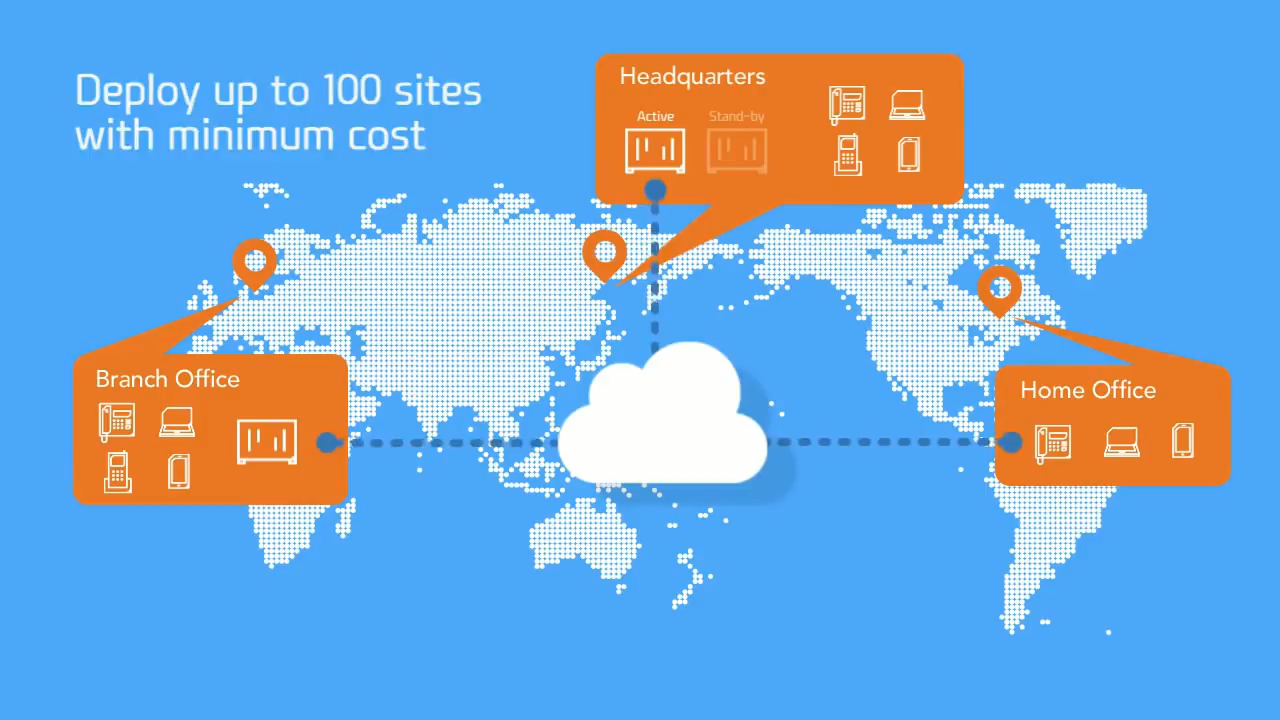 Deploy up to 100 sites
with minimum cost
Headquarters
Active
Stand-by
Branch Office
Home Office